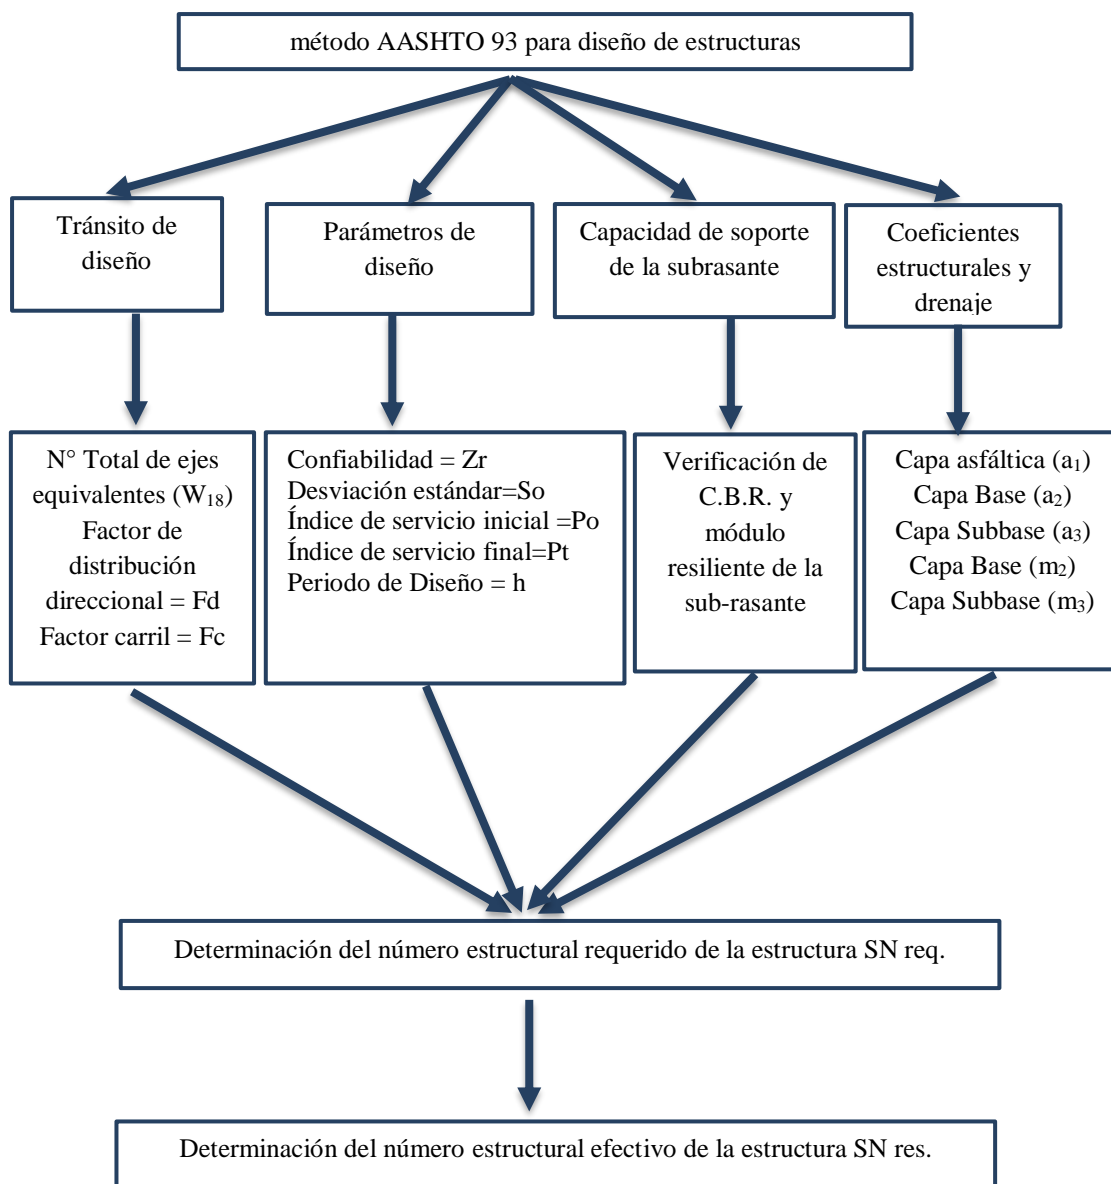 método AASHTO 93 para diseño de estructuras
Tránsito de
diseño
Parámetros de
diseño
Capacidad de soporte
de la subrasante
Coeficientes
estructurales y
drenaje
N° Total de ejes
equivalentes (W₁₈)
Factor de
distribución
direccional = Fd
Factor carril = Fc
Confiabilidad = Zr
Desviación estándar=So
Índice de servicio inicial =Po
Índice de servicio final=Pt
Periodo de Diseño = h
Verificación de
C.B.R. y
módulo
resiliente de la
sub-rasante
Capa asfáltica (a₁)
Capa Base (a₂)
Capa Subbase (a₃)
Capa Base (m₂)
Capa Subbase (m₃)
Determinación del número estructural requerido de la estructura SN req.
Determinación del número estructural efectivo de la estructura SN res.